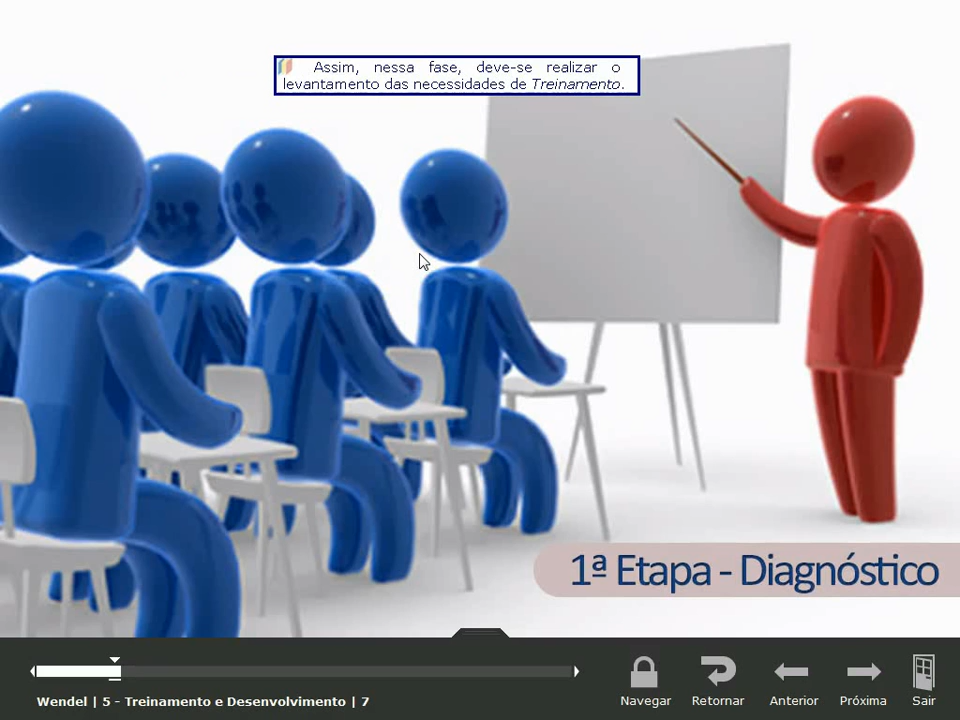 Assim, nessa fase, deve-se realizar o
levantamento das necessidades de Treinamento.
1ª Etapa - Diagnóstico
Navegar
Retornar
Anterior
Próxima
Sair
Wendel | 5 - Treinamento e Desenvolvimento | 7